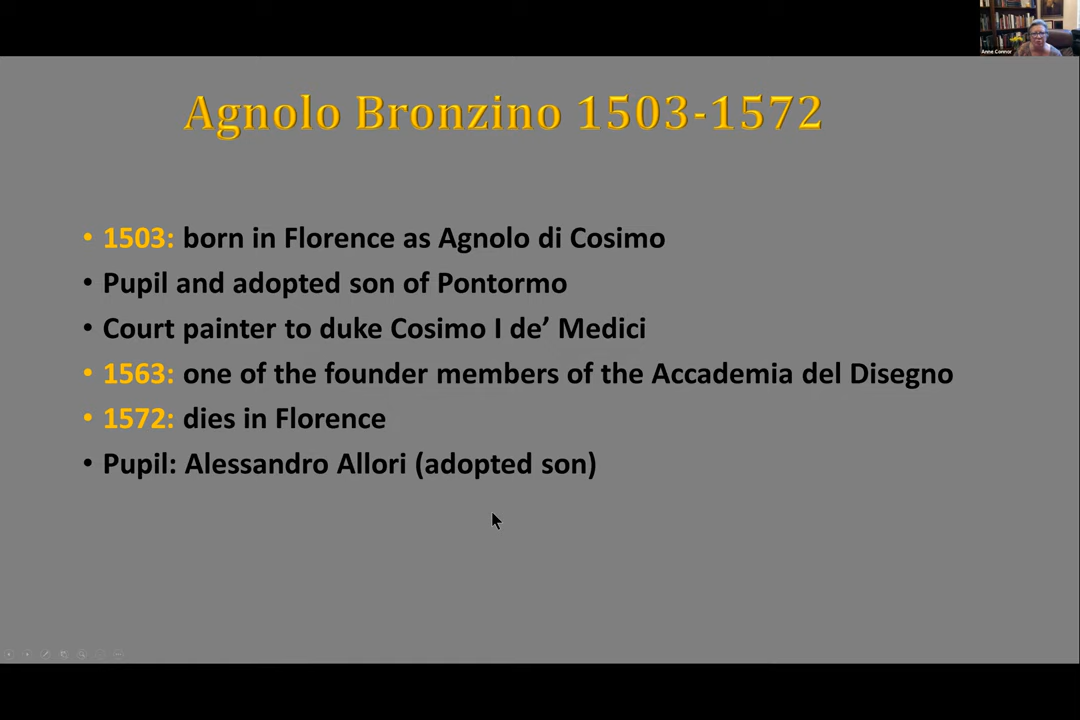 Anne Connor
Agnolo Bronzino 1503-1572
• 1503: born in Florence as Agnolo di Cosimo
• Pupil and adopted son of Pontormo
• Court painter to duke Cosimo I de’ Medici
• 1563: one of the founder members of the Accademia del Disegno
• 1572: dies in Florence
• Pupil: Alessandro Allori (adopted son)